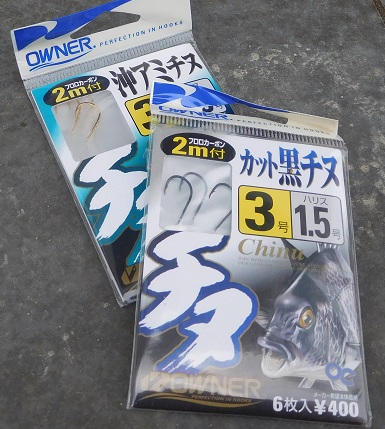 OWNER
PERFECTION IN HOOKS
フロロカーボン
2m付
沖アミチヌ
3
チヌ
OWNER
フロロカーボン
2m付
カット黒チヌ
3号
ハリス
1.5号
Chinu
チヌ
OWNER
PERFECTION IN HOOKS
6枚入¥400